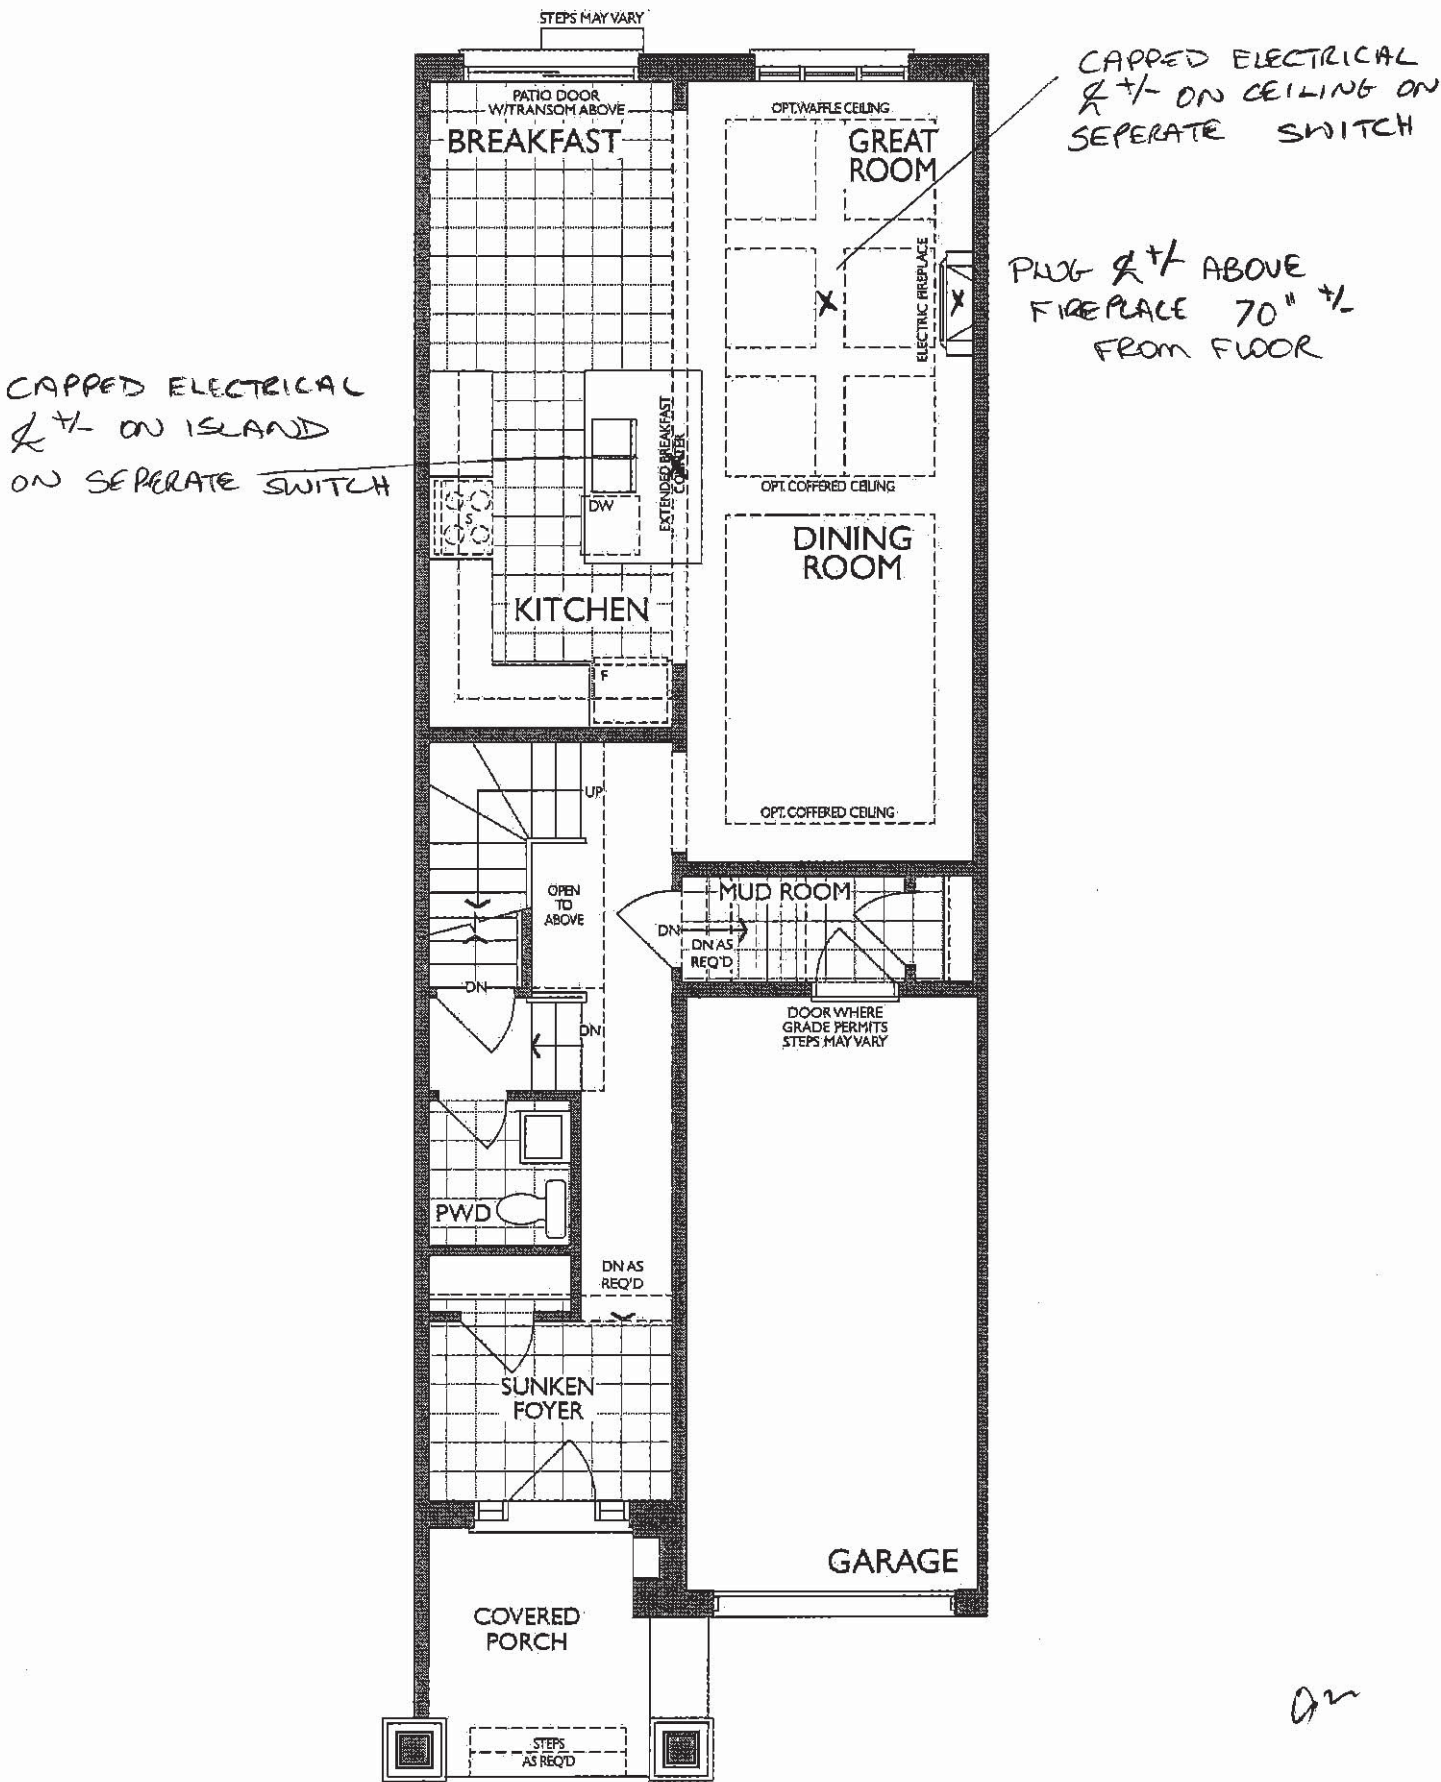 STEPS MAY VARY
CAPPED ELECTRICAL
℄ +/- ON CEILING ON
SEPERATE SWITCH
PATIO DOOR
W/TRANSOM ABOVE
BREAKFAST
OPT. WAFFLE CEILING
GREAT
ROOM
ELECTRIC FIREPLACE
PLUG ℄ +/- ABOVE
FIREPLACE 70" +/-
FROM FLOOR
CAPPED ELECTRICAL
℄ +/- ON ISLAND
ON SEPERATE SWITCH
EXTENDED BREAKFAST
COUNTER
S
DW
OPT. COFFERED CEILING
DINING
ROOM
KITCHEN
F
OPT. COFFERED CEILING
UP
OPEN
TO
ABOVE
MUD ROOM
DN
DN AS
REQ'D
DN
DN
DOOR WHERE
GRADE PERMITS
STEPS MAY VARY
PWD
DN AS
REQ'D
SUNKEN
FOYER
GARAGE
COVERED
PORCH
STEPS
AS REQ'D